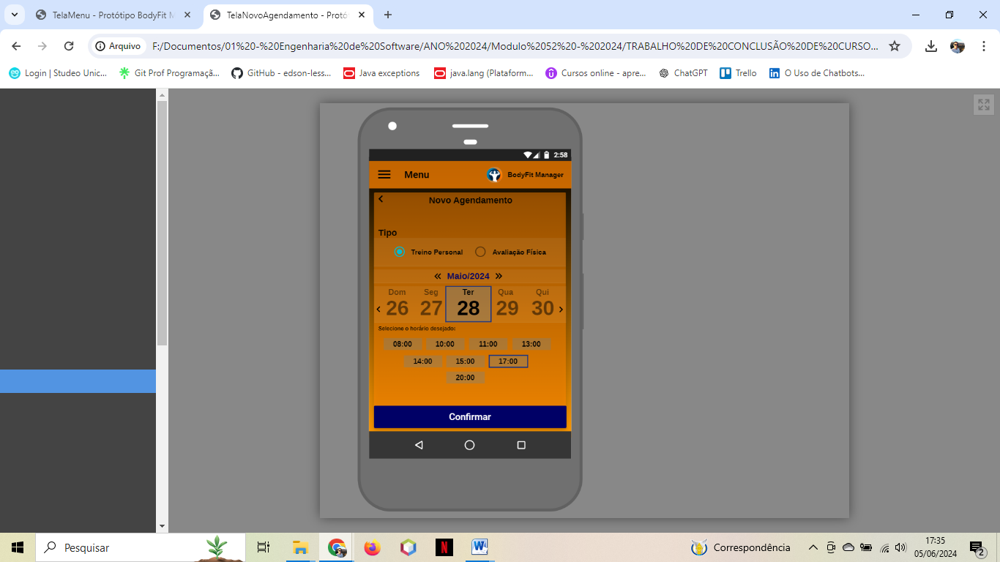 TelaMenu - Protótipo BodyFit M
TelaNovoAgendamento - Protó
Arquivo
F:/Documentos/01%20-%20Engenharia%20de%20Software/ANO%202024/Modulo%2052%20-%202024/TRABALHO%20DE%20CONCLUSÃO%20DE%20CURSO...
Login | Studeo Unic...
Git Prof Programaçã...
GitHub - edson-less...
Java exceptions
java.lang (Plataform...
Cursos online - apre...
ChatGPT
Trello
O Uso de Chatbots...
2:58
Menu
BodyFit Manager
Novo Agendamento
Tipo
Treino Personal
Avaliação Física
« Maio/2024 »
Dom Seg Ter Qua Qui
‹ 26 27 28 29 30 ›
Selecione o horário desejado:
08:00 10:00 11:00 13:00
14:00 15:00 17:00
20:00
Confirmar
Pesquisar
Correspondência
17:35
05/06/2024
2